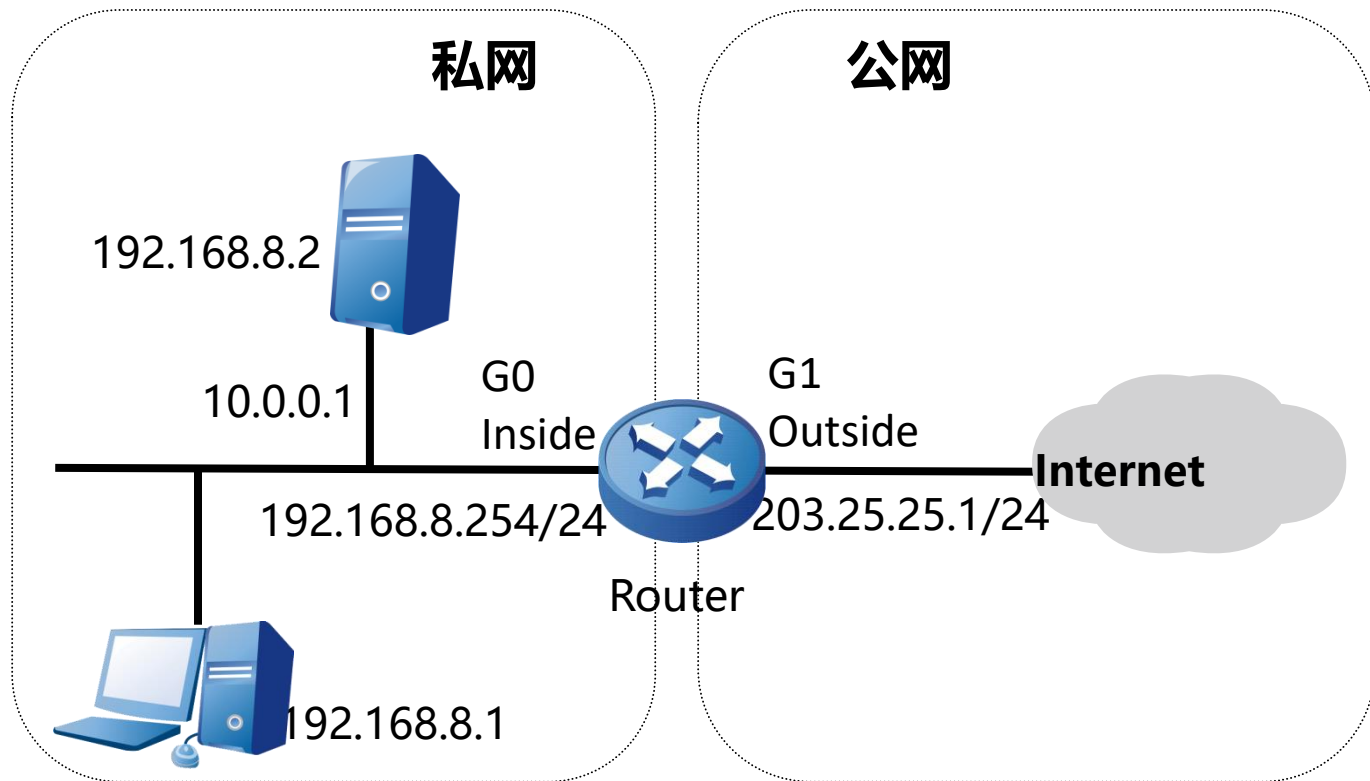 私网
公网
192.168.8.2
10.0.0.1
G0
Inside
G1
Outside
Internet
192.168.8.254/24
203.25.25.1/24
Router
192.168.8.1